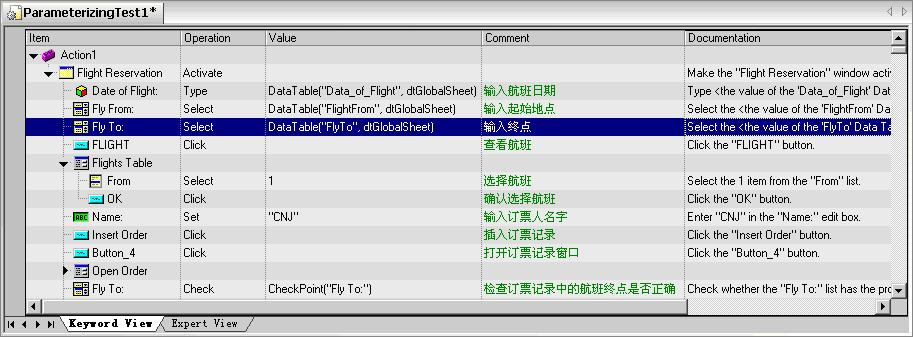 ParameterizingTest1*
Item Operation Value Comment Documentation
Action1
Flight Reservation Activate Make the "Flight Reservation" window activ
Date of Flight: Type DataTable("Data_of_Flight", dtGlobalSheet) 输入航班日期 Type <the value of the 'Data_of_Flight' Dat
Fly From: Select DataTable("FlightFrom", dtGlobalSheet) 输入起始地点 Select the <the value of the 'FlightFrom' Dat
Fly To: Select DataTable("FlyTo", dtGlobalSheet) 输入终点 Select the <the value of the 'FlyTo' Data Ta
FLIGHT Click 查看航班 Click the "FLIGHT" button.
Flights Table
From Select 1 选择航班 Select the 1 item from the "From" list.
OK Click 确认选择航班 Click the "OK" button.
Name: Set "CNJ" 输入订票人名字 Enter "CNJ" in the "Name:" edit box.
Insert Order Click 插入订票记录 Click the "Insert Order" button.
Button_4 Click 打开订票记录窗口 Click the "Button_4" button.
Open Order
Fly To: Check CheckPoint("Fly To:") 检查订票记录中的航班终点是否正确 Check whether the "Fly To:" list has the pro
Keyword View Expert View